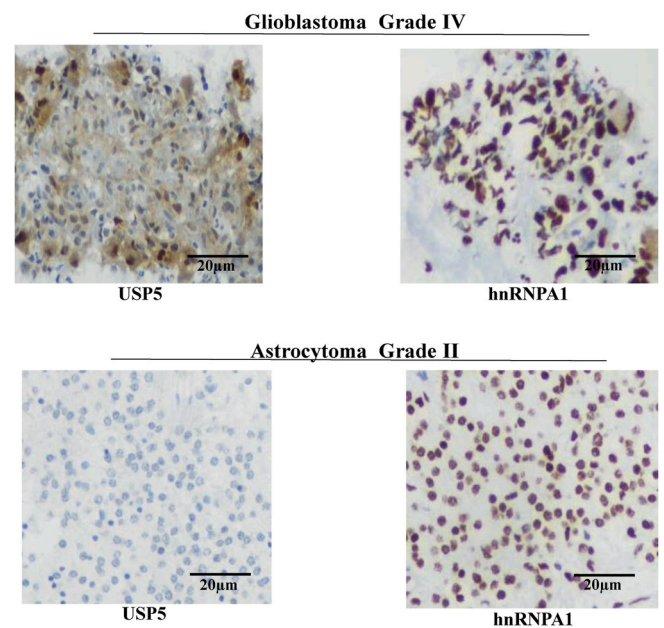 Glioblastoma Grade IV
20μm 20μm
USP5 hnRNPA1
Astrocytoma Grade II
20μm 20μm
USP5 hnRNPA1